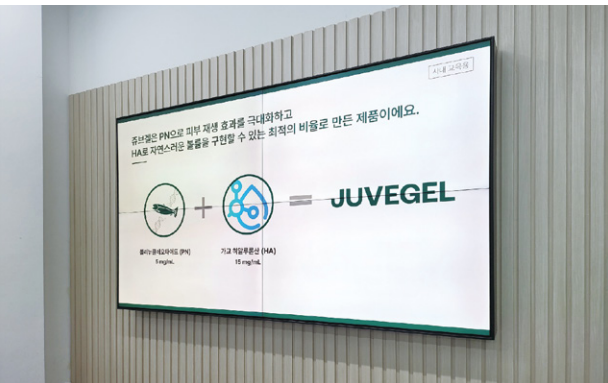 사내 교육용
쥬브겔은 PN으로 피부 재생 효과를 극대화하고
HA로 자연스러운 볼륨을 구현할 수 있는 최적의 비율로 만든 제품이에요.
+ = JUVEGEL
폴리뉴클레오타이드 (PN)
5 mg/mL
가교 히알루론산 (HA)
15 mg/mL